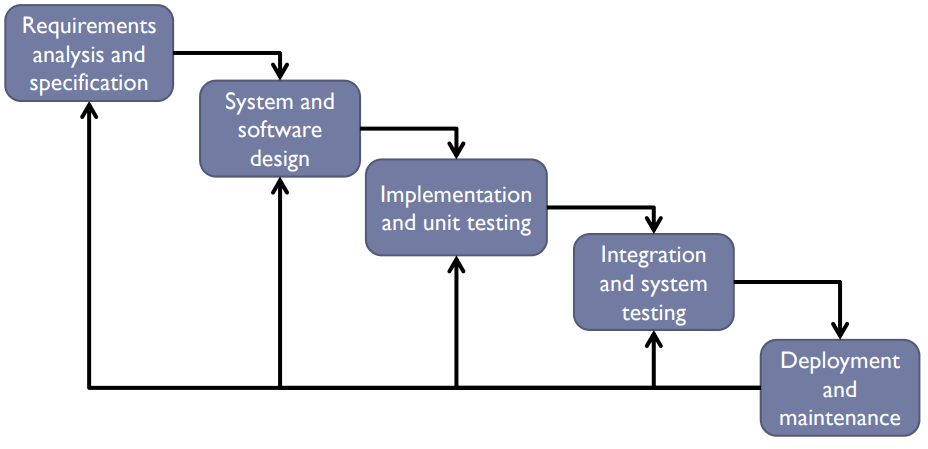 Requirements
analysis and
specification
System and
software
design
Implementation
and unit testing
Integration
and system
testing
Deployment
and
maintenance